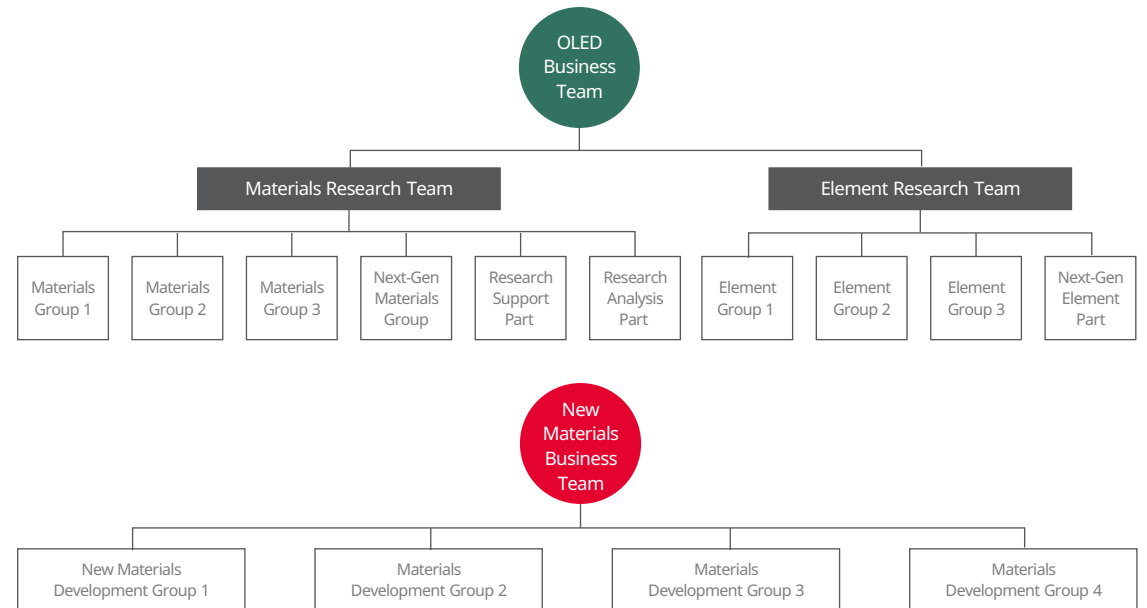 OLED
Business
Team
Materials Research Team
Element Research Team
Materials
Group 1
Materials
Group 2
Materials
Group 3
Next-Gen
Materials
Group
Research
Support
Part
Research
Analysis
Part
Element
Group 1
Element
Group 2
Element
Group 3
Next-Gen
Element
Part
New
Materials
Business
Team
New Materials
Development Group 1
Materials
Development Group 2
Materials
Development Group 3
Materials
Development Group 4